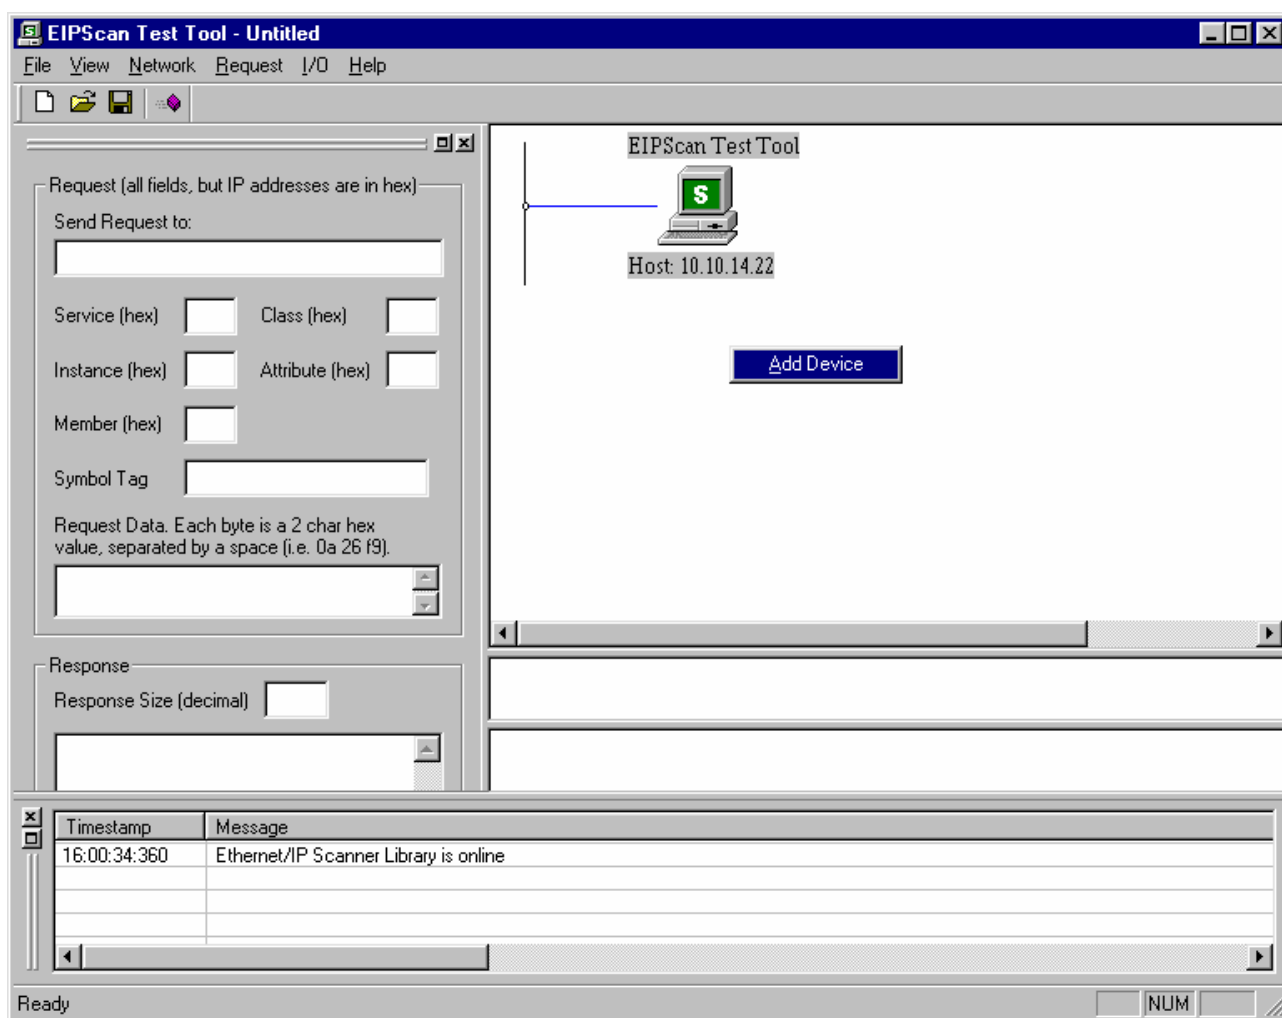 EIPScan Test Tool - Untitled
File View Network Request I/O Help
Request (all fields, but IP addresses are in hex)
Send Request to:
Service (hex) Class (hex)
Instance (hex) Attribute (hex)
Member (hex)
Symbol Tag
Request Data. Each byte is a 2 char hex
value, separated by a space (i.e. 0a 26 f9).
Response
Response Size (decimal)
EIPScan Test Tool
S
Host: 10.10.14.22
Add Device
Timestamp Message
16:00:34:360 Ethernet/IP Scanner Library is online
Ready NUM